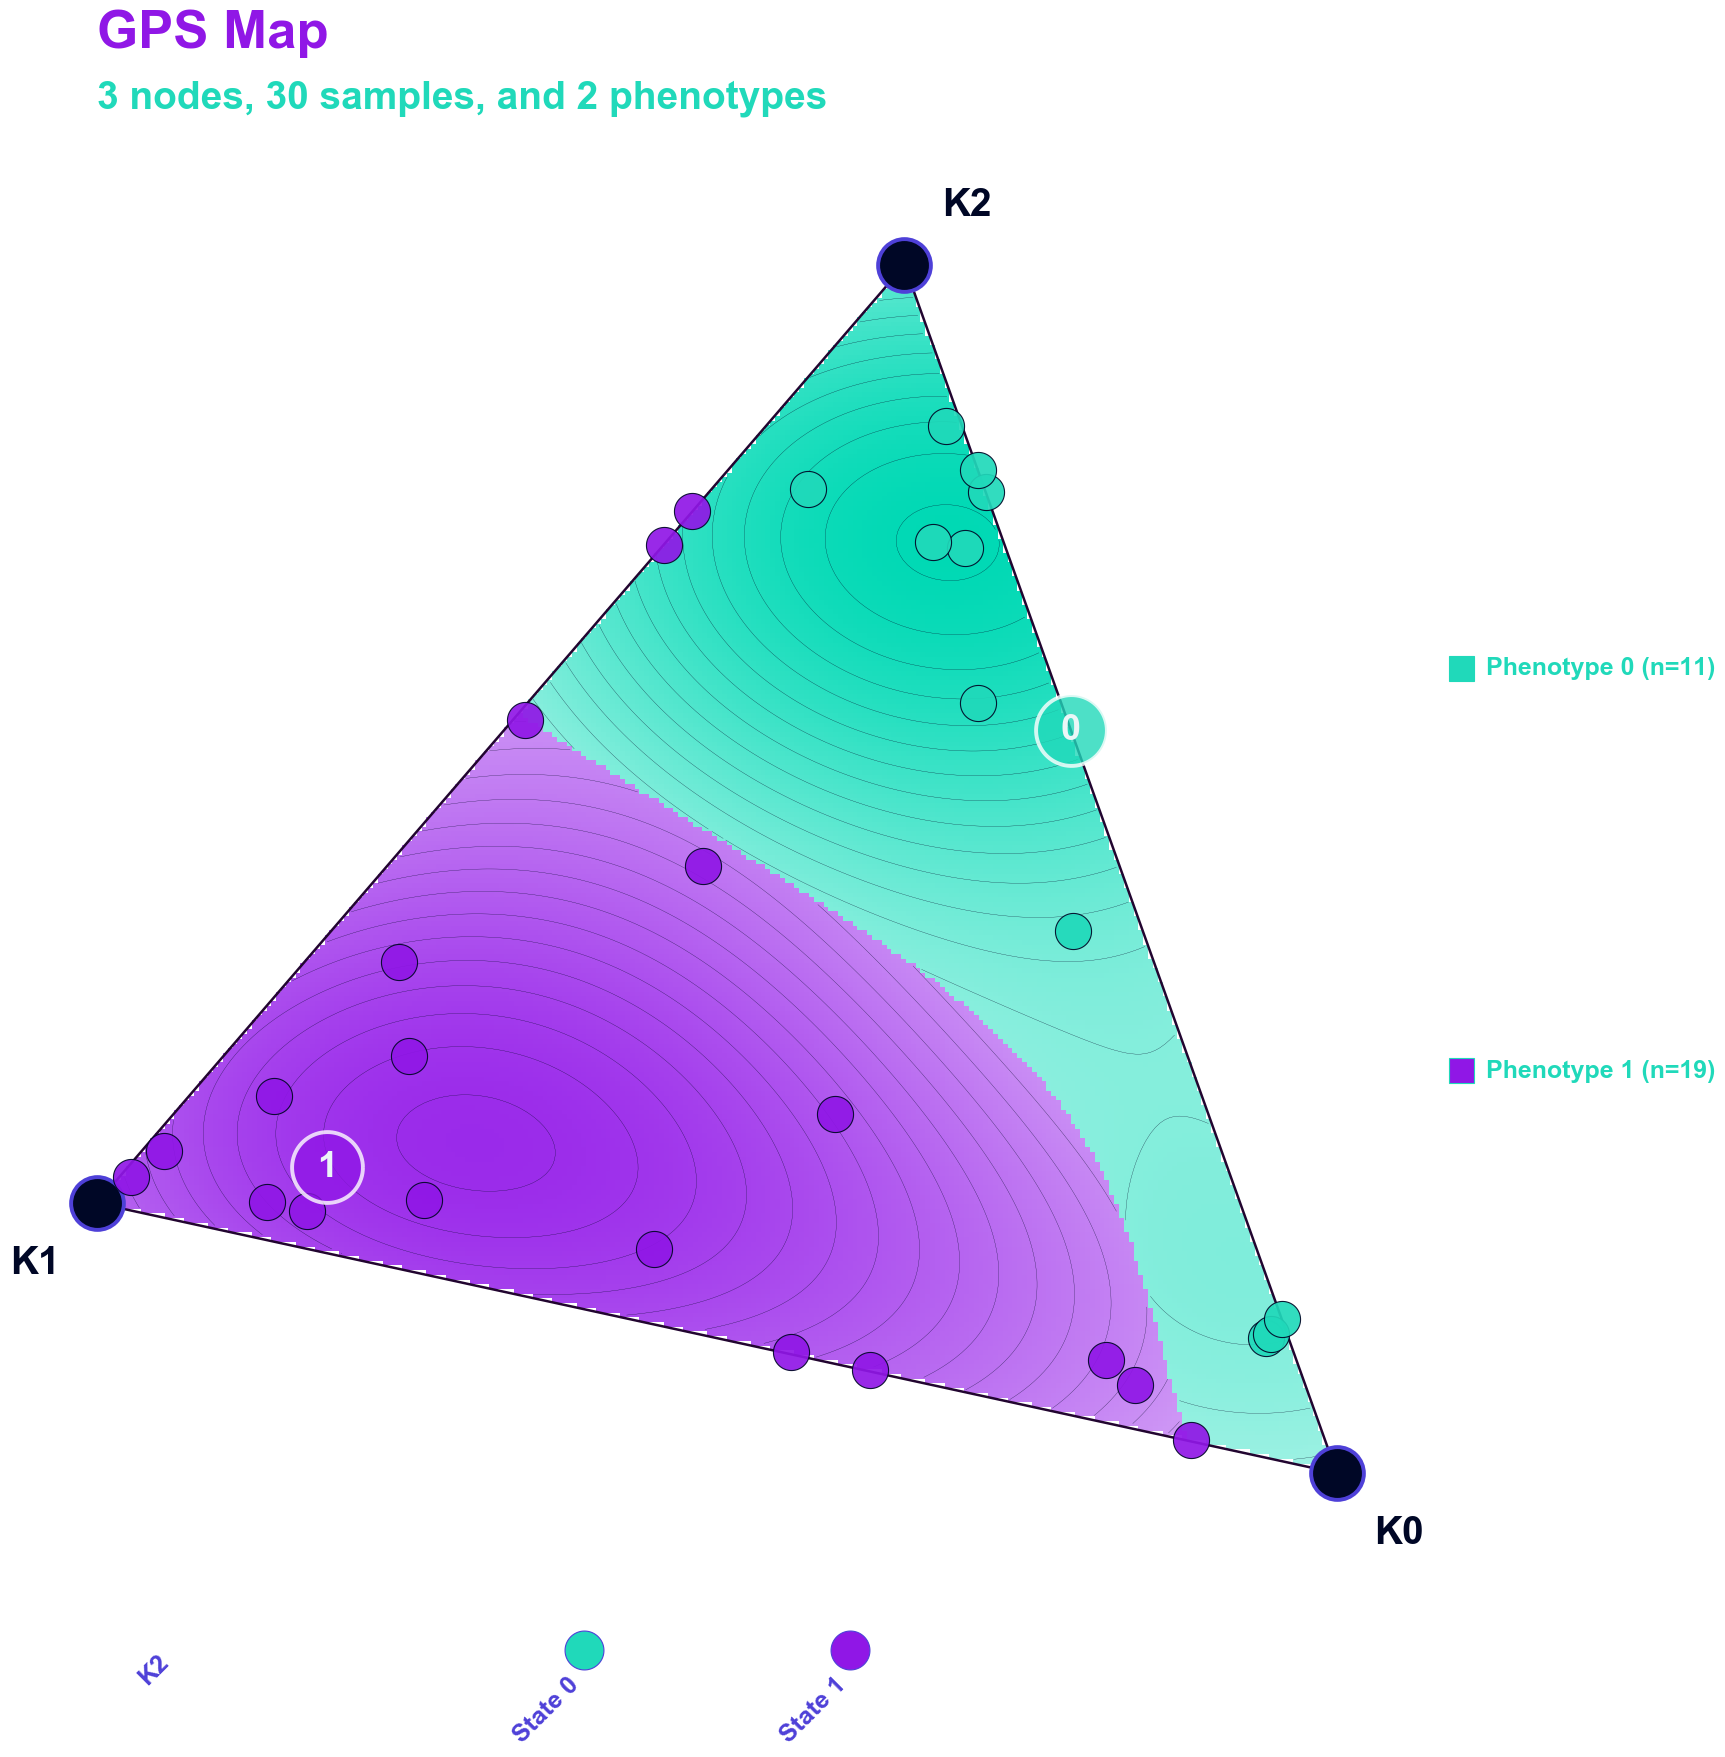 GPS Map
3 nodes, 30 samples, and 2 phenotypes
K2
0
Phenotype 0 (n=11)
Phenotype 1 (n=19)
1
K1
K0
K2
State 0
State 1